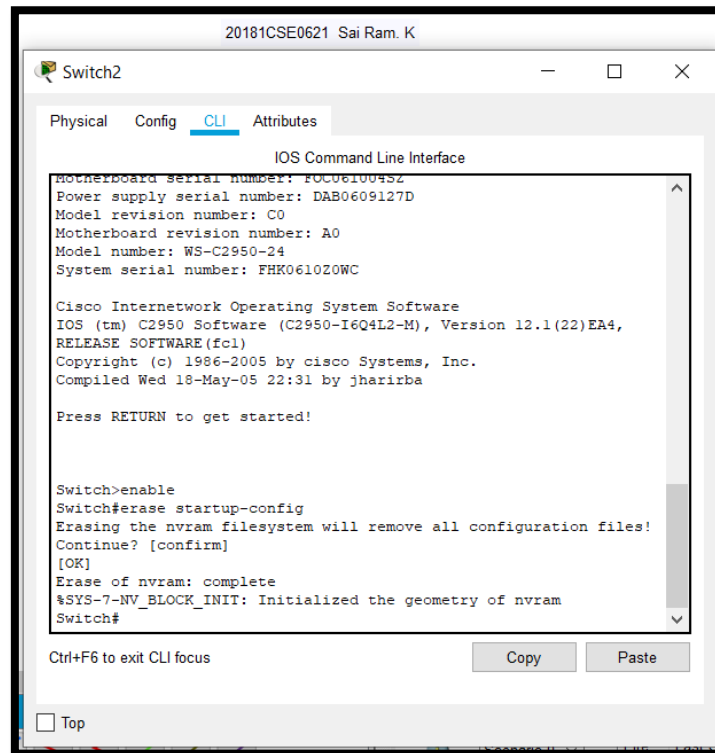 20181CSE0621 Sai Ram. K
Switch2
Physical Config CLI Attributes
IOS Command Line Interface
Motherboard serial number: FOC061004SZ
Power supply serial number: DAB0609127D
Model revision number: C0
Motherboard revision number: A0
Model number: WS-C2950-24
System serial number: FHK0610Z0WC
Cisco Internetwork Operating System Software
IOS (tm) C2950 Software (C2950-I6Q4L2-M), Version 12.1(22)EA4,
RELEASE SOFTWARE(fc1)
Copyright (c) 1986-2005 by cisco Systems, Inc.
Compiled Wed 18-May-05 22:31 by jharirba
Press RETURN to get started!
Switch>enable
Switch#erase startup-config
Erasing the nvram filesystem will remove all configuration files!
Continue? [confirm]
[OK]
Erase of nvram: complete
%SYS-7-NV_BLOCK_INIT: Initialized the geometry of nvram
Switch#
Ctrl+F6 to exit CLI focus
Copy Paste
Top